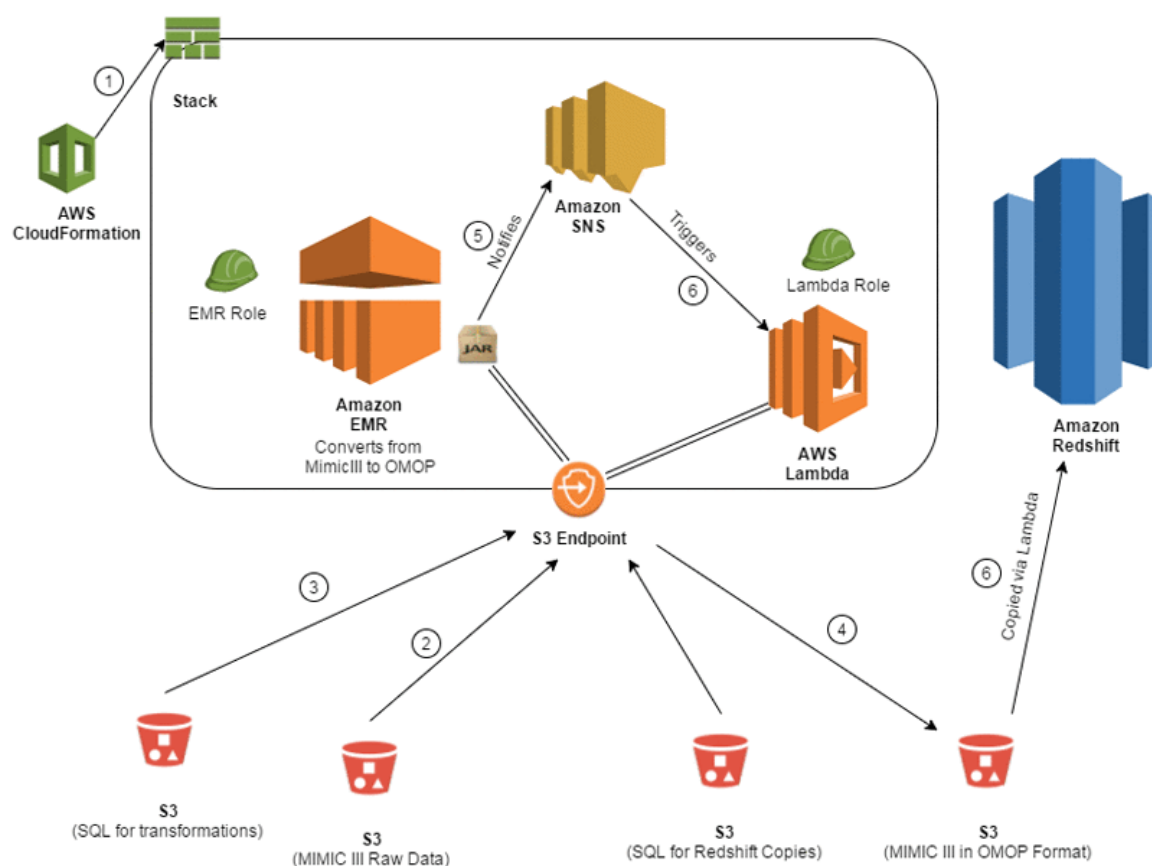 1
Stack
AWS
CloudFormation
Amazon
SNS
5
Notifies
Triggers
6
EMR Role
Lambda Role
JAR
Amazon
EMR
Converts from
MimicIII to OMOP
AWS
Lambda
Amazon
Redshift
S3 Endpoint
3
2
4
6
Copied via Lambda
S3
(SQL for transformations)
S3
(MIMIC III Raw Data)
S3
(SQL for Redshift Copies)
S3
(MIMIC III in OMOP Format)